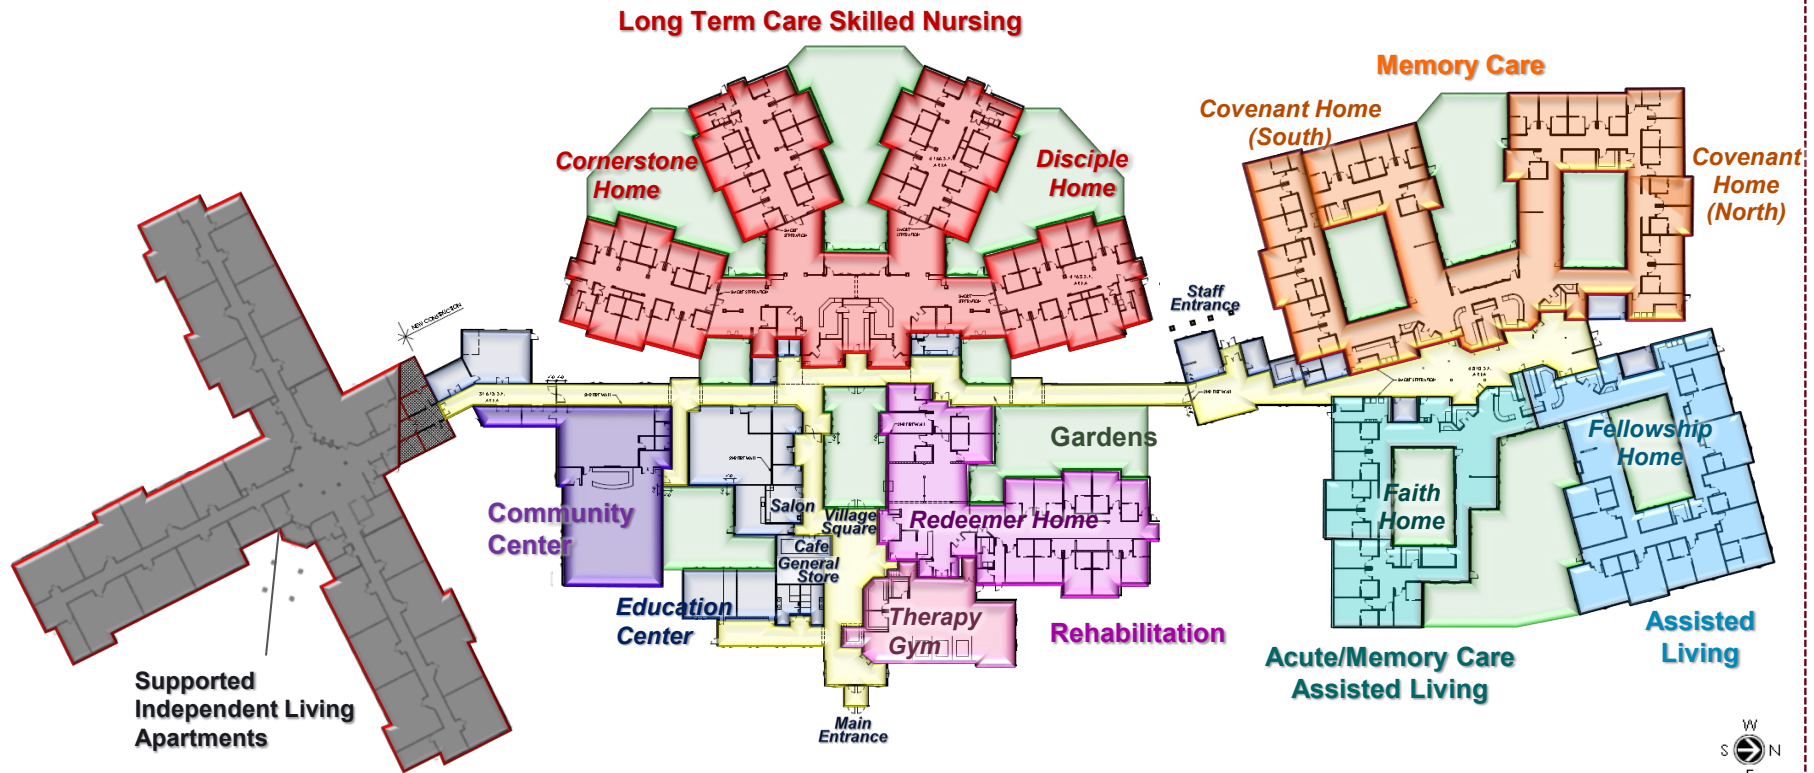 Long Term Care Skilled Nursing
Memory Care
Covenant Home
(South)
Cornerstone
Home
Disciple
Home
Covenant
Home
(North)
Staff
Entrance
NEW CONSTRUCTION
Gardens
Fellowship
Home
Community
Center
Salon
Village
Square
Redeemer Home
Faith
Home
Cafe
General
Store
Education
Center
Therapy
Gym
Rehabilitation
Assisted
Living
Acute/Memory Care
Assisted Living
Supported
Independent Living
Apartments
Main
Entrance
W
S
N